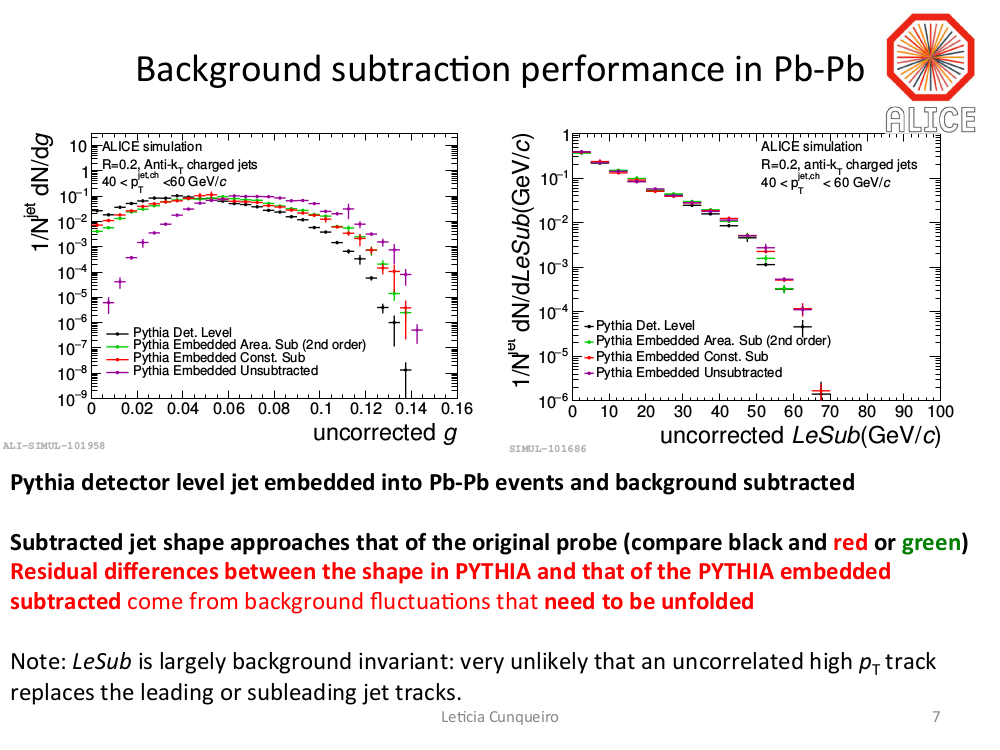 Background subtraction performance in Pb-Pb
ALICE
1/N^jet dN/dg
10
1
10^-1
10^-2
10^-3
10^-4
10^-5
10^-6
10^-7
10^-8
10^-9
ALICE simulation
R=0.2, Anti-k_T charged jets
40 < p_T^jet,ch <60 GeV/c
Pythia Det. Level
Pythia Embedded Area. Sub (2nd order)
Pythia Embedded Const. Sub
Pythia Embedded Unsubtracted
0 0.02 0.04 0.06 0.08 0.1 0.12 0.14 0.16
uncorrected g
ALI-SIMUL-101958
1/N^jet dN/dLeSub(GeV/c)
1
10^-1
10^-2
10^-3
10^-4
10^-5
10^-6
ALICE simulation
R=0.2, anti-k_T charged jets
40 < p_T^jet,ch < 60 GeV/c
Pythia Det. Level
Pythia Embedded Area. Sub (2nd order)
Pythia Embedded Const. Sub
Pythia Embedded Unsubtracted
0 10 20 30 40 50 60 70 80 90 100
uncorrected LeSub(GeV/c)
SIMUL-101686
Pythia detector level jet embedded into Pb-Pb events and background subtracted
Subtracted jet shape approaches that of the original probe (compare black and red or green)
Residual differences between the shape in PYTHIA and that of the PYTHIA embedded
subtracted come from background fluctuations that need to be unfolded
Note: LeSub is largely background invariant: very unlikely that an uncorrelated high p_T track
replaces the leading or subleading jet tracks.
Leticia Cunqueiro
7